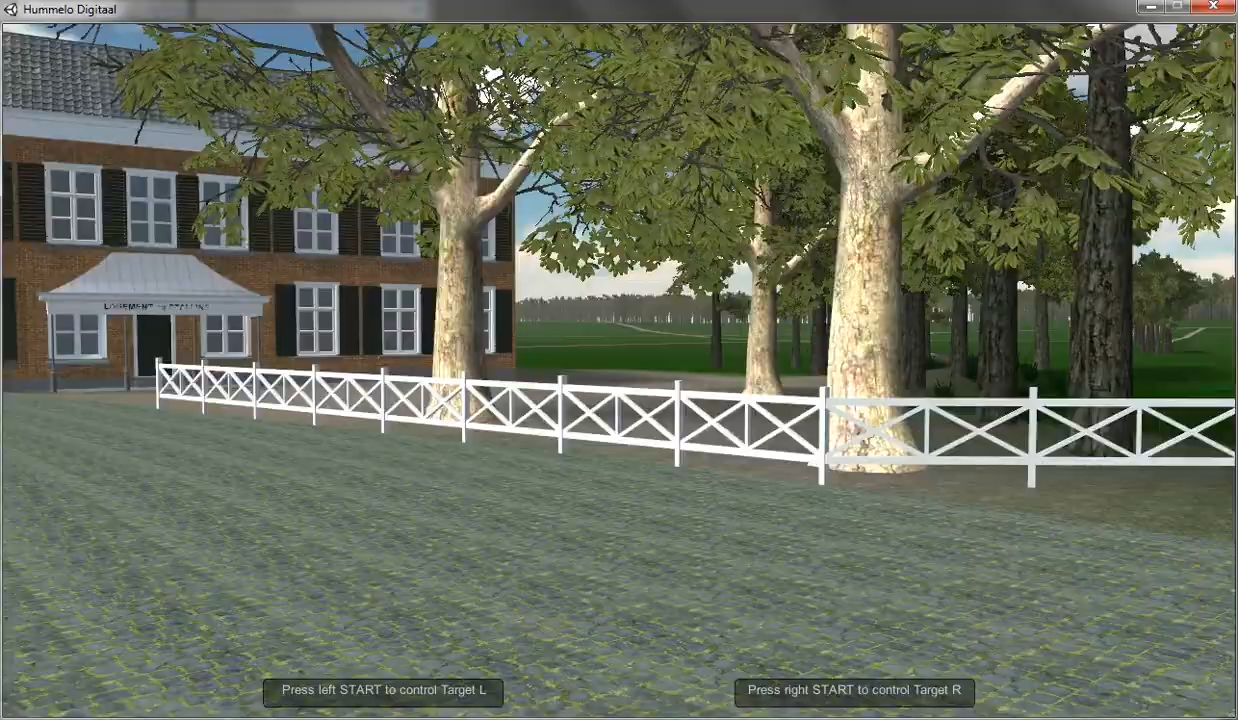 Hummelo Digitaal
LOGEMENT
Press left START to control Target L
Press right START to control Target R